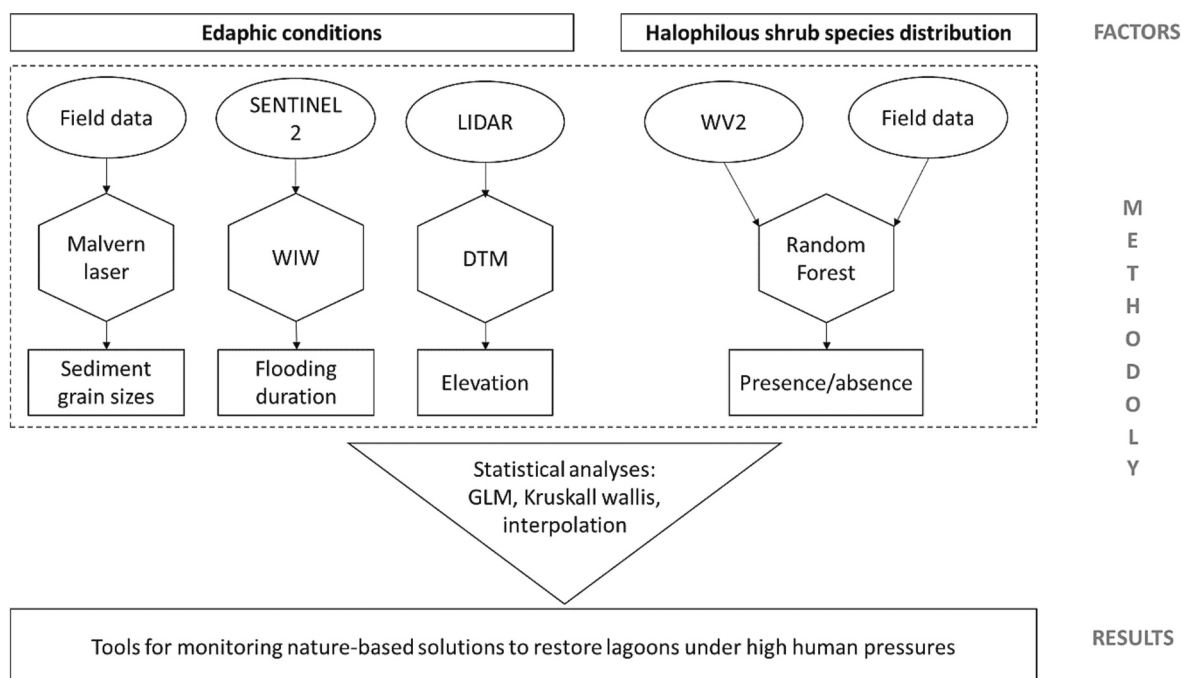 Edaphic conditions
Halophilous shrub species distribution
FACTORS
Field data
SENTINEL
2
LIDAR
WV2
Field data
Malvern
laser
WIW
DTM
Random
Forest
Sediment
grain sizes
Flooding
duration
Elevation
Presence/absence
METHODOLY
Statistical analyses:
GLM, Kruskall wallis,
interpolation
Tools for monitoring nature-based solutions to restore lagoons under high human pressures
RESULTS